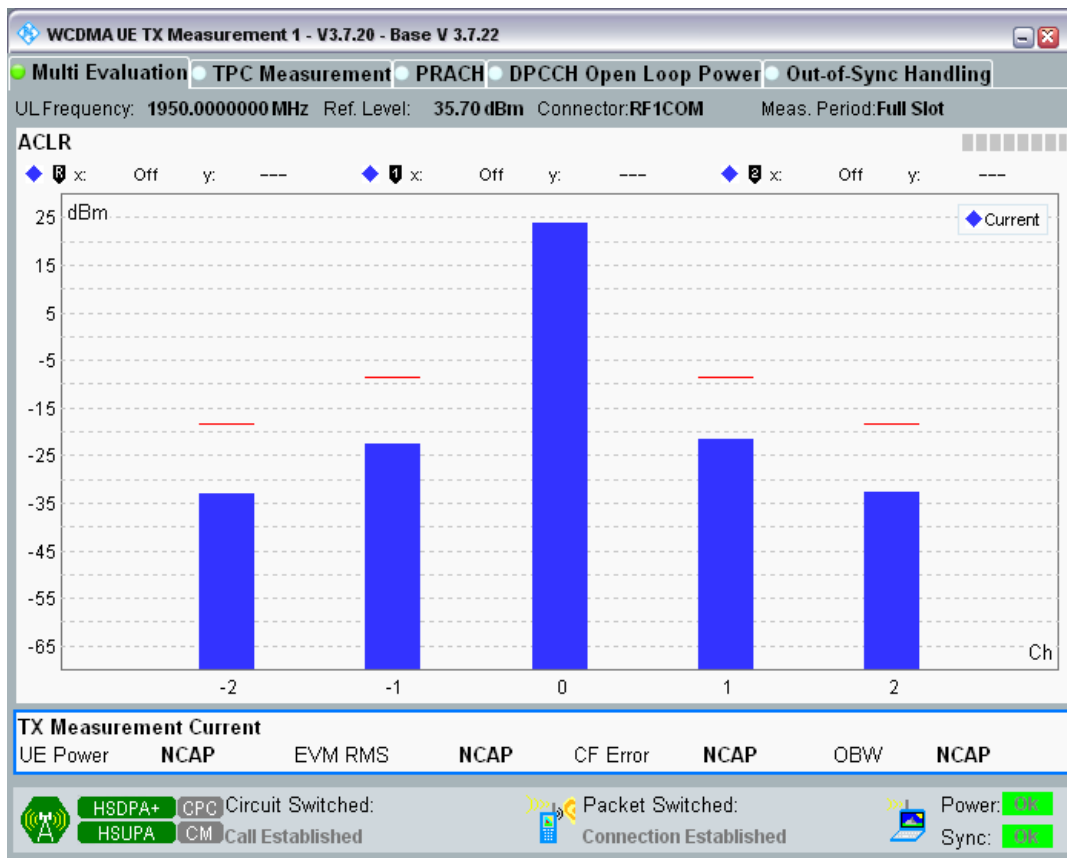 WCDMA UE TX Measurement 1 - V3.7.20 - Base V 3.7.22
Multi Evaluation TPC Measurement PRACH DPCCH Open Loop Power Out-of-Sync Handling
UL Frequency: 1950.0000000 MHz Ref. Level: 35.70 dBm Connector:RF1COM Meas. Period:Full Slot
ACLR
R x: Off y: --- 1 x: Off y: --- 2 x: Off y: ---
dBm
Current
25
15
5
-5
-15
-25
-35
-45
-55
-65
Ch
-2 -1 0 1 2
TX Measurement Current
UE Power NCAP EVM RMS NCAP CF Error NCAP OBW NCAP
HSDPA+ CPC Circuit Switched: Packet Switched: Power: Ok
HSUPA CM Call Established Connection Established Sync: Ok